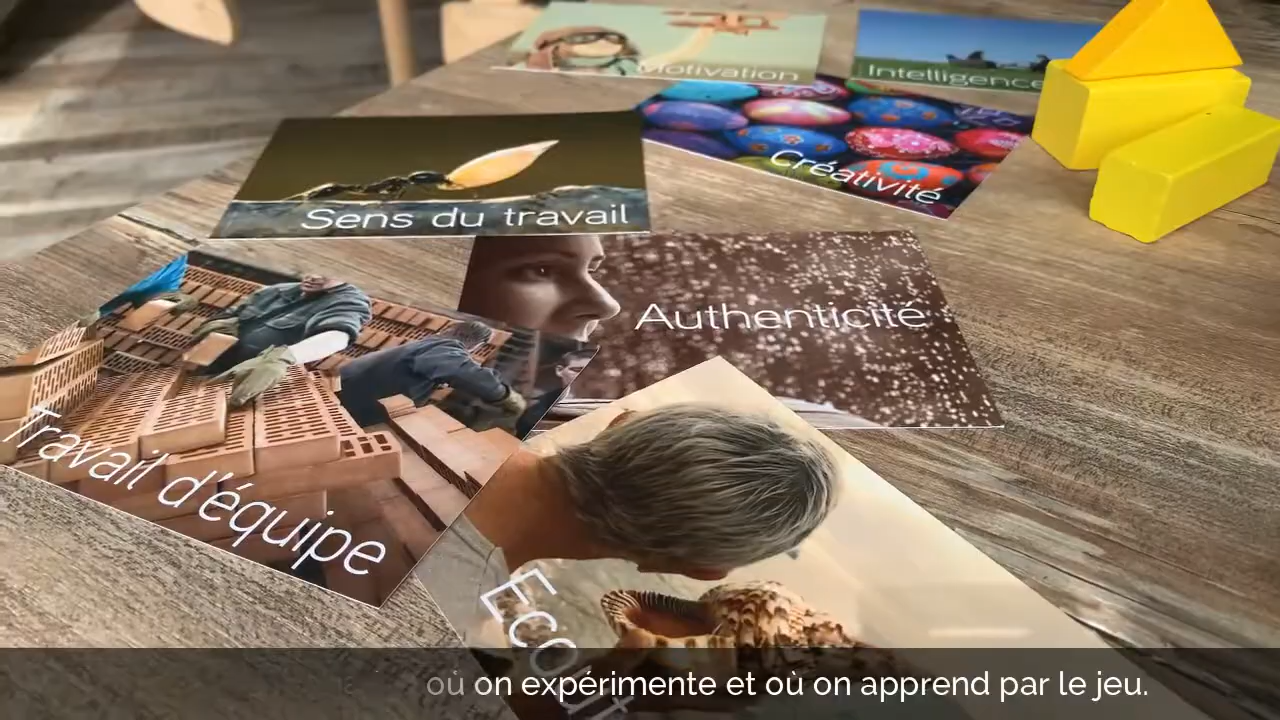 Motivation
Intelligence
Créativité
Sens du travail
Authenticité
Travail d'équipe
Ecout
où on expérimente et où on apprend par le jeu.